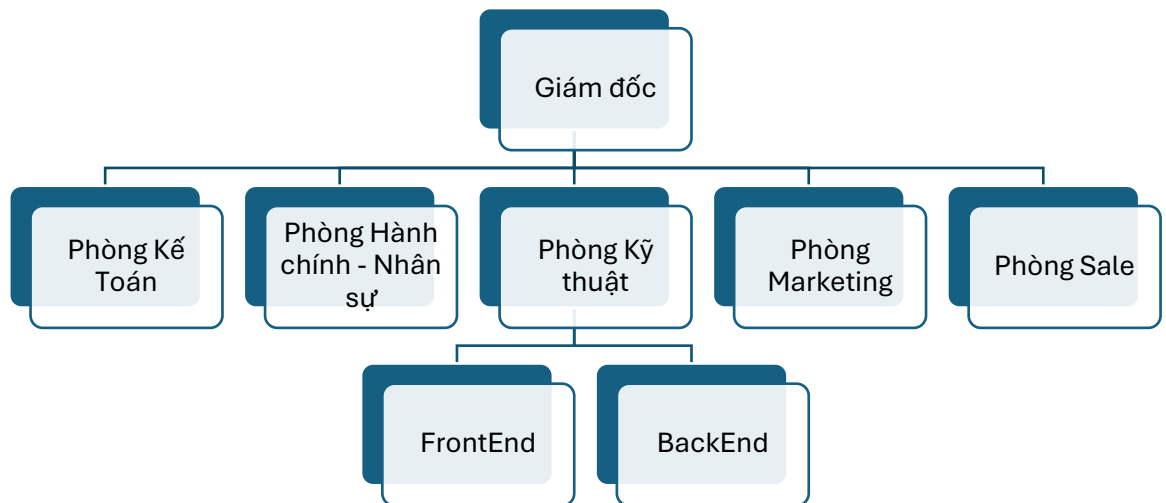 Giám đốc
Phòng Kế
Toán
Phòng Hành
chính - Nhân
sự
Phòng Kỹ
thuật
Phòng
Marketing
Phòng Sale
FrontEnd
BackEnd